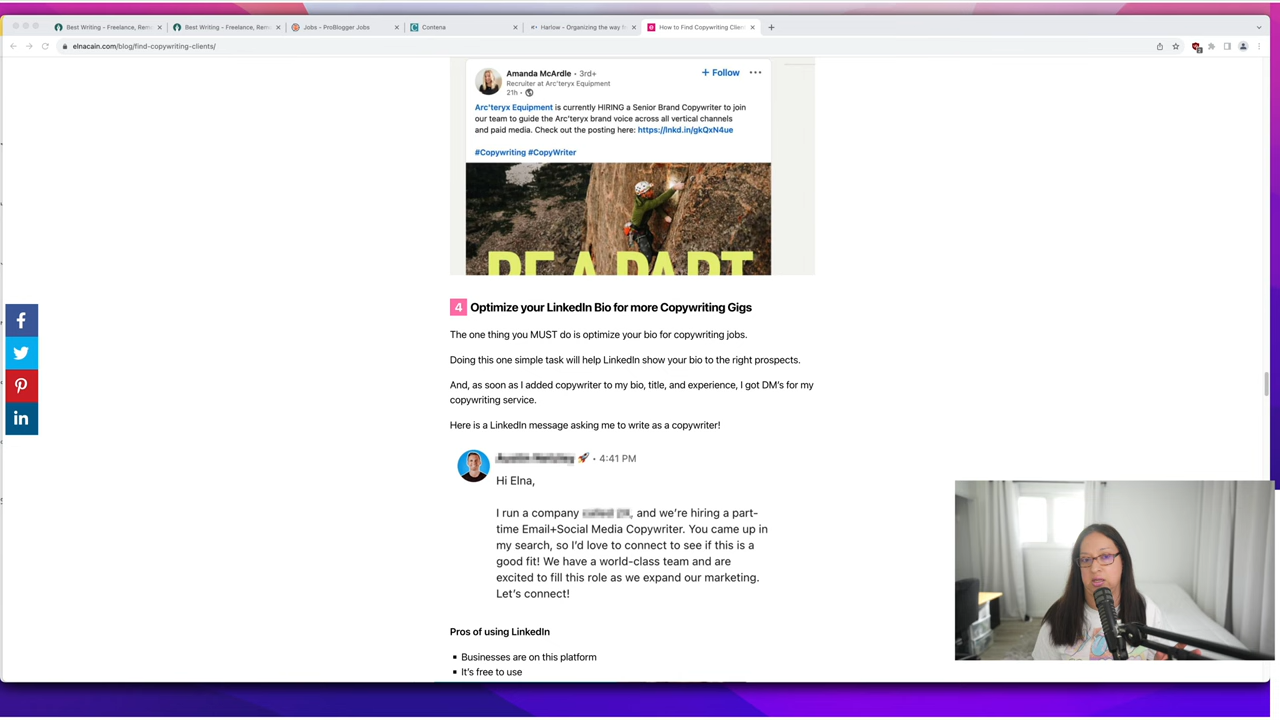 Best Writing - Freelance, Rem
Best Writing - Freelance, Rem
Jobs - ProBlogger Jobs
Contena
Harlow - Organizing the way f
How to Find Copywriting Clien
elnacain.com/blog/find-copywriting-clients/
Amanda McArdle • 3rd+
+ Follow
Recruiter at Arc'teryx Equipment
21h •
Arc'teryx Equipment is currently HIRING a Senior Brand Copywriter to join
our team to guide the Arc'teryx brand voice across all vertical channels
and paid media. Check out the posting here: https://lnkd.in/gkQxN4ue
#Copywriting #CopyWriter
BE A PART
4 Optimize your LinkedIn Bio for more Copywriting Gigs
The one thing you MUST do is optimize your bio for copywriting jobs.
Doing this one simple task will help LinkedIn show your bio to the right prospects.
And, as soon as I added copywriter to my bio, title, and experience, I got DM's for my
copywriting service.
Here is a LinkedIn message asking me to write as a copywriter!
• 4:41 PM
Hi Elna,
I run a company , and we're hiring a part-
time Email+Social Media Copywriter. You came up in
my search, so I'd love to connect to see if this is a
good fit! We have a world-class team and are
excited to fill this role as we expand our marketing.
Let's connect!
Pros of using LinkedIn
▪ Businesses are on this platform
▪ It's free to use